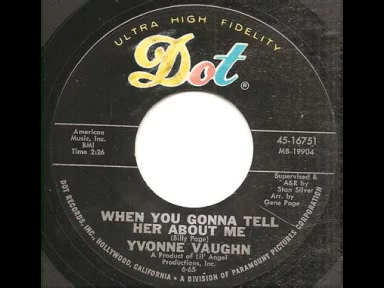 ULTRA HIGH FIDELITY
Dot
®
American
Music, Inc.
BMI
Time 2:26
45-16751
MB-19904
Supervised &
A&R by
Stan Silver
Arr. by
Gene Page
WHEN YOU GONNA TELL
HER ABOUT ME
(Billy Page)
YVONNE VAUGHN
A Product of Lil' Angel
Productions, Inc.
6-65
DOT RECORDS, INC., HOLLYWOOD, CALIFORNIA • A DIVISION OF PARAMOUNT PICTURES CORPORATION